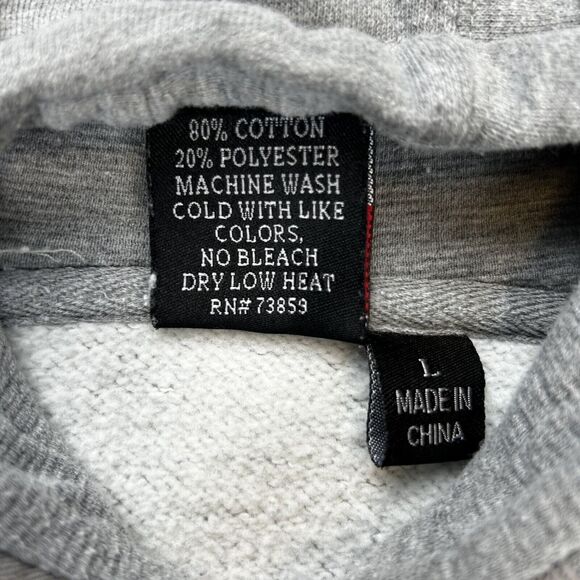 80% COTTON
20% POLYESTER
MACHINE WASH
COLD WITH LIKE
COLORS,
NO BLEACH
DRY LOW HEAT
RN# 73859
L
MADE IN
CHINA